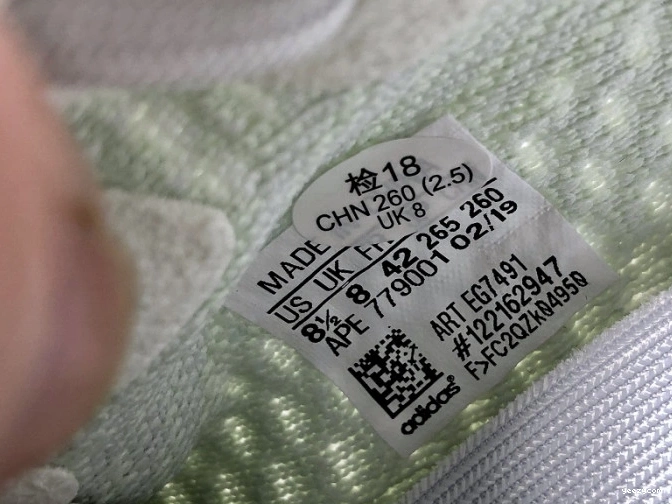 检18
CHN 260 (2.5)
UK 8
MADE
US UK FR
8½ 8 42 265 260
APE 779001 02/19
ART EG7491
#122162947
F>FC2QZK04950
adidas